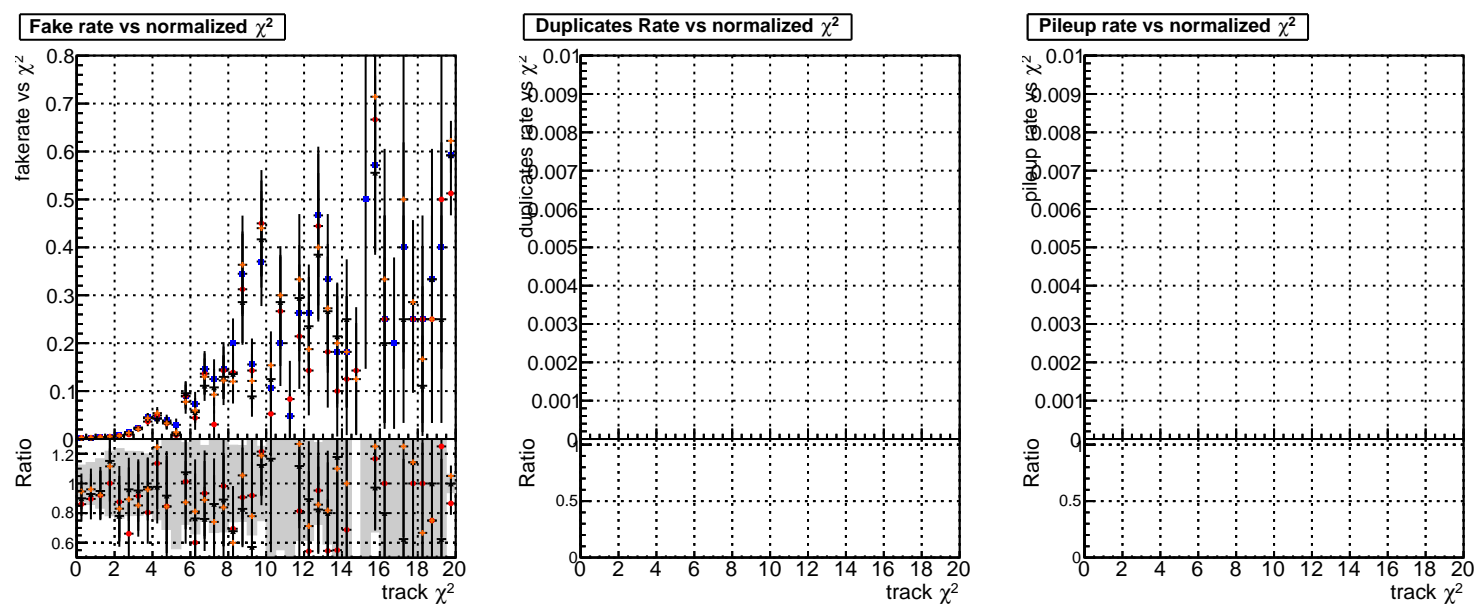 Fake rate vs normalized χ²
fakerate vs χ²
0.8
0.7
0.6
0.5
0.4
0.3
0.2
0.1
0
Ratio
1.2
1
0.8
0.6
0 2 4 6 8 10 12 14 16 18 20
track χ²
Duplicates Rate vs normalized χ²
duplicates rate vs χ²
0.01
0.009
0.008
0.007
0.006
0.005
0.004
0.003
0.002
0.001
0
Ratio
1
0.5
0
0 2 4 6 8 10 12 14 16 18 20
track χ²
Pileup rate vs normalized χ²
pileup rate vs χ²
0.01
0.009
0.008
0.007
0.006
0.005
0.004
0.003
0.002
0.001
0
Ratio
1
0.5
0
0 2 4 6 8 10 12 14 16 18 20
track χ²